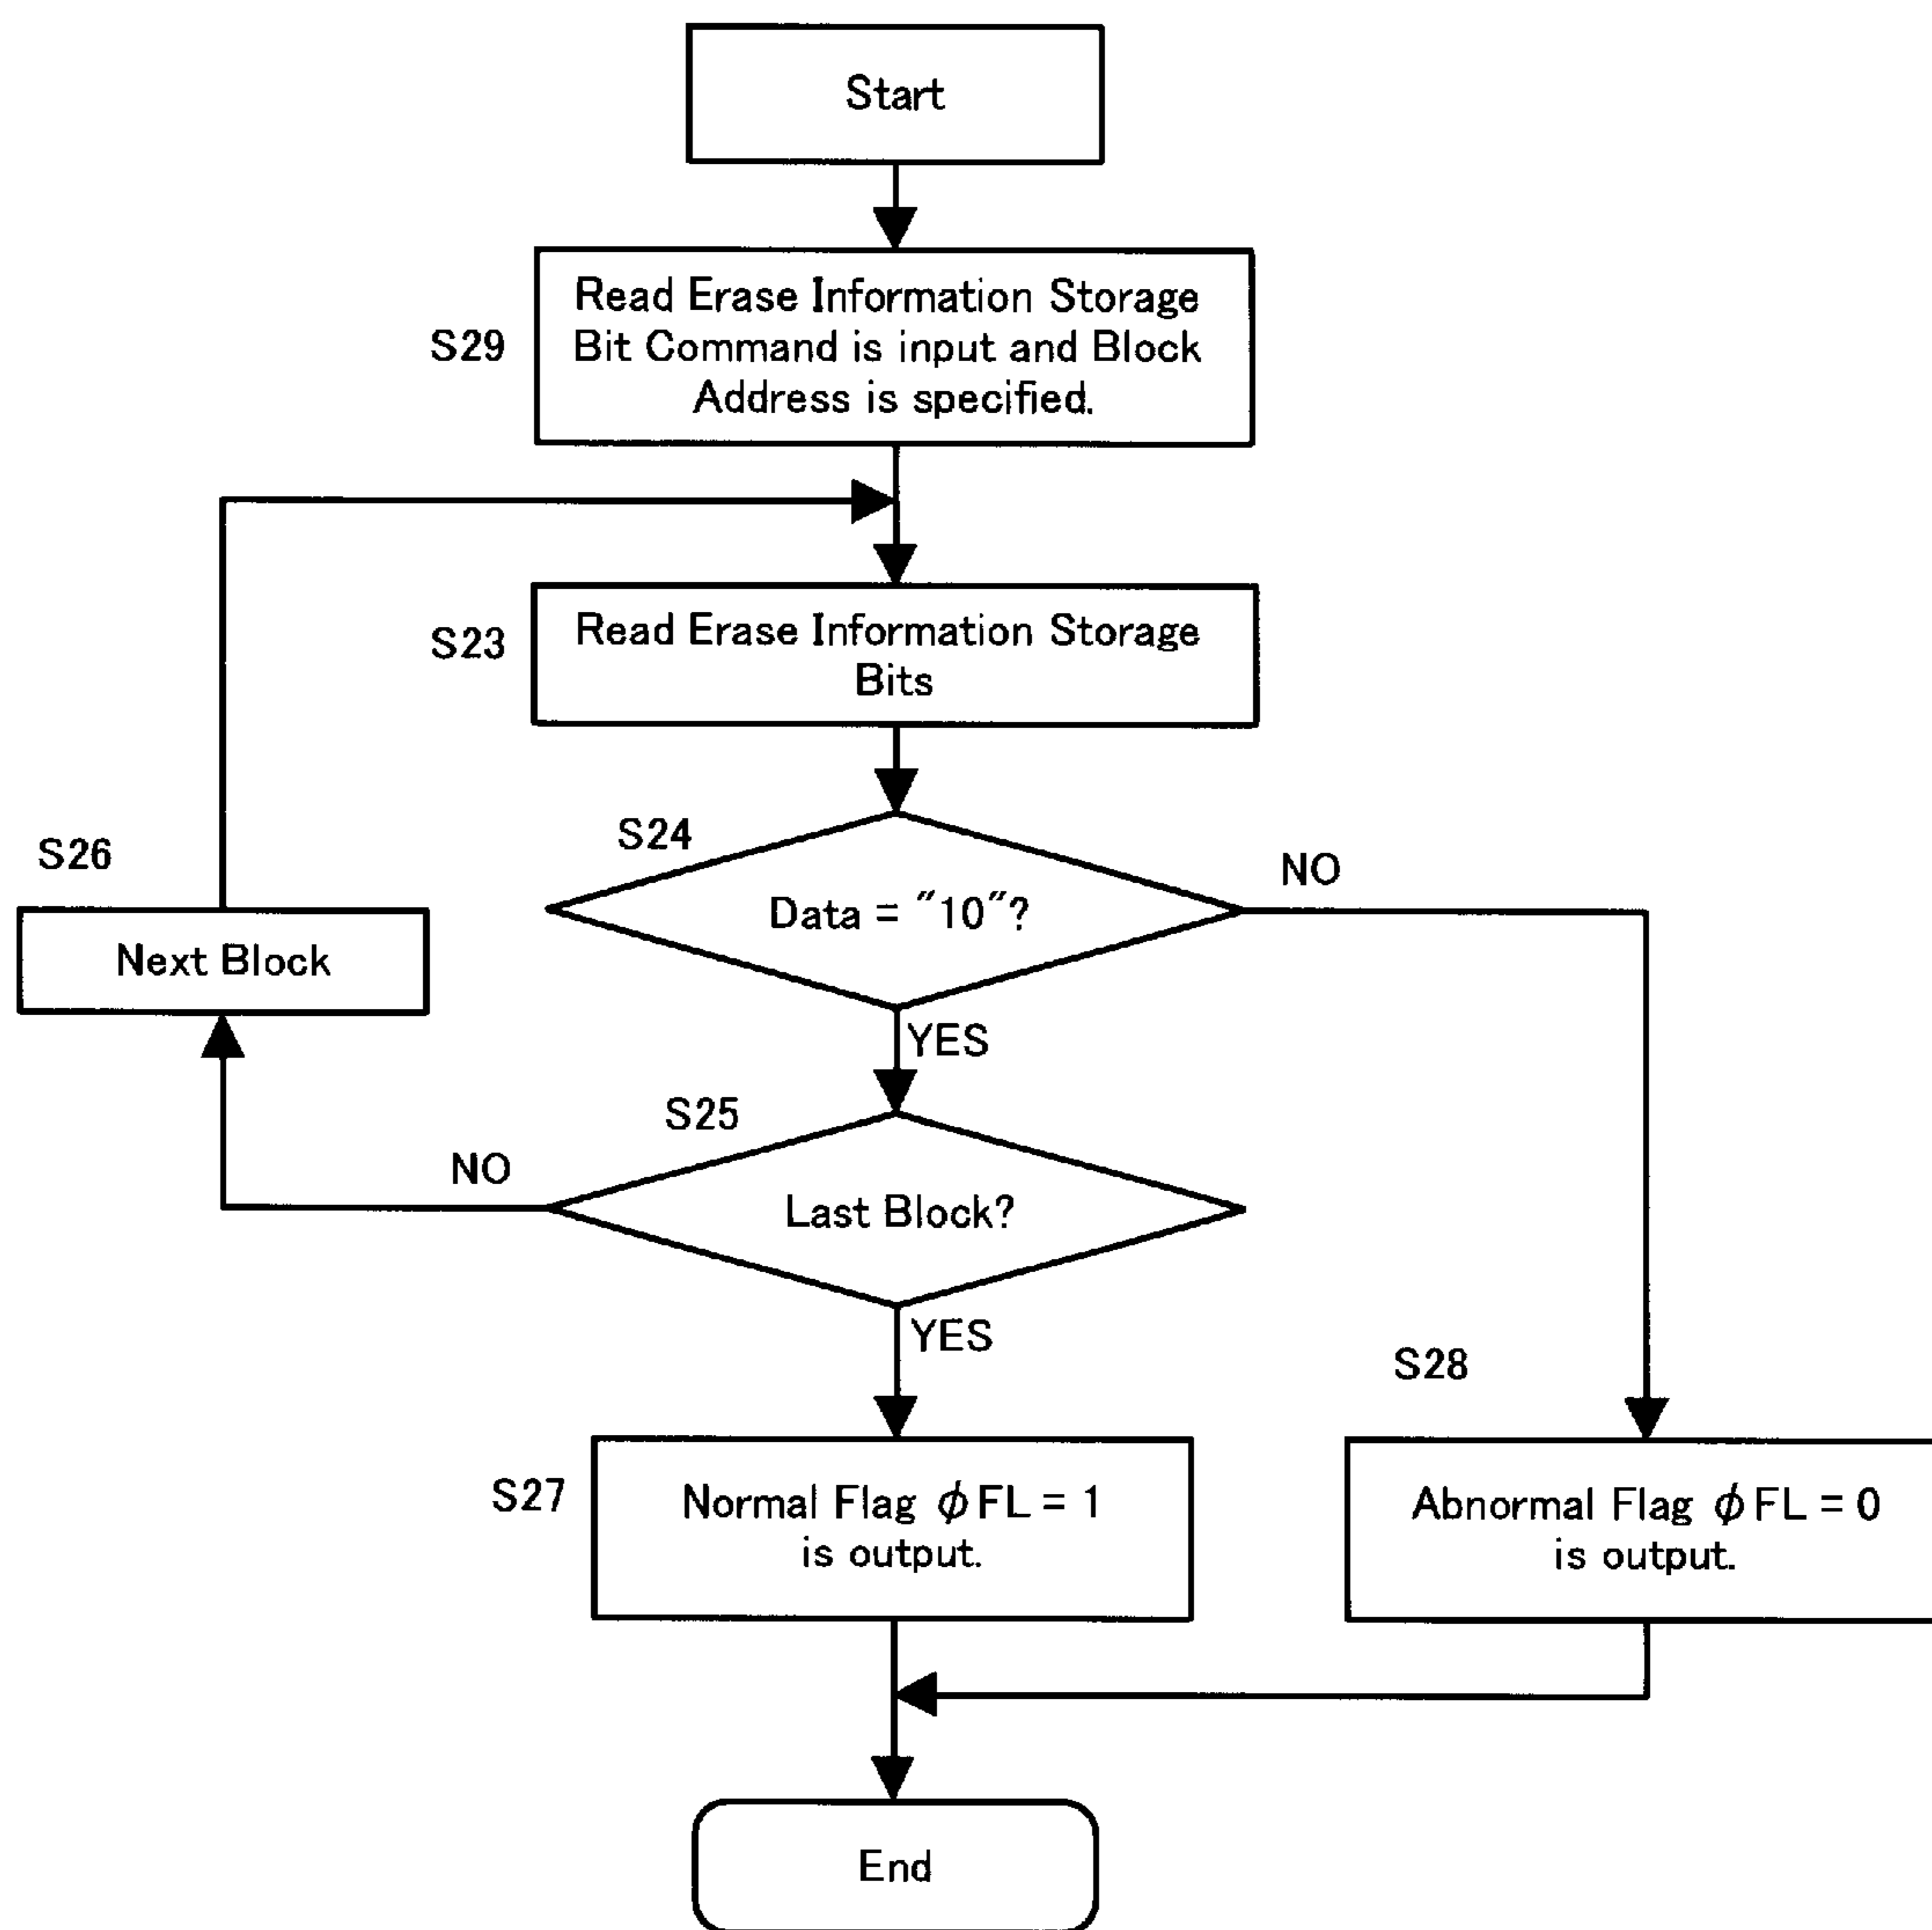 Start
S29
Read Erase Information Storage
Bit Command is input and Block
Address is specified.
S23
Read Erase Information Storage
Bits
S26
Next Block
S24
Data = "10"?
NO
YES
S25
NO
Last Block?
YES
S27
Normal Flag ϕ FL = 1
is output.
S28
Abnormal Flag ϕ FL = 0
is output.
End